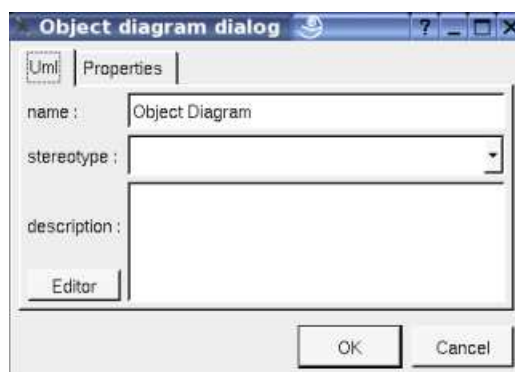 Object diagram dialog ? _ □ X
Uml Properties
name : Object Diagram
stereotype :
description :
Editor
OK Cancel